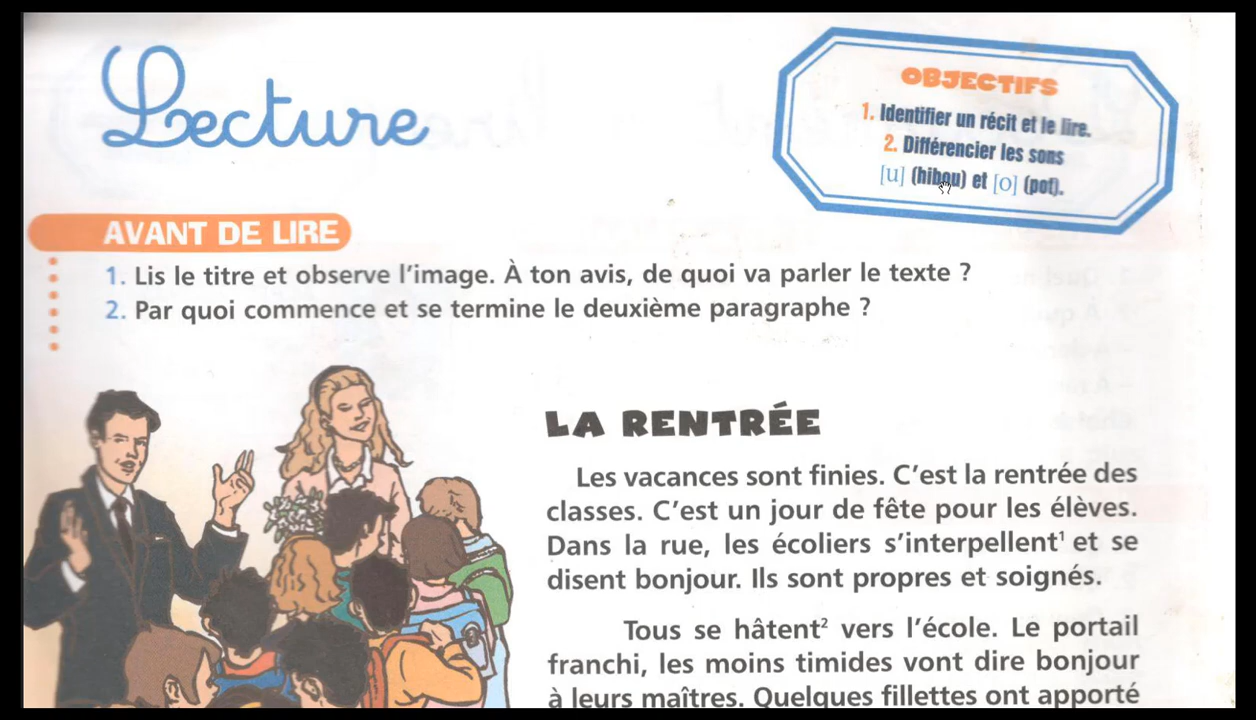 Lecture
OBJECTIFS
1. Identifier un récit et le lire.
2. Différencier les sons
[u] (hibou) et [o] (pot).
AVANT DE LIRE
1. Lis le titre et observe l'image. À ton avis, de quoi va parler le texte ?
2. Par quoi commence et se termine le deuxième paragraphe ?
LA RENTRÉE
Les vacances sont finies. C'est la rentrée des
classes. C'est un jour de fête pour les élèves.
Dans la rue, les écoliers s'interpellent¹ et se
disent bonjour. Ils sont propres et soignés.
Tous se hâtent² vers l'école. Le portail
franchi, les moins timides vont dire bonjour
à leurs maîtres. Quelques fillettes ont apporté